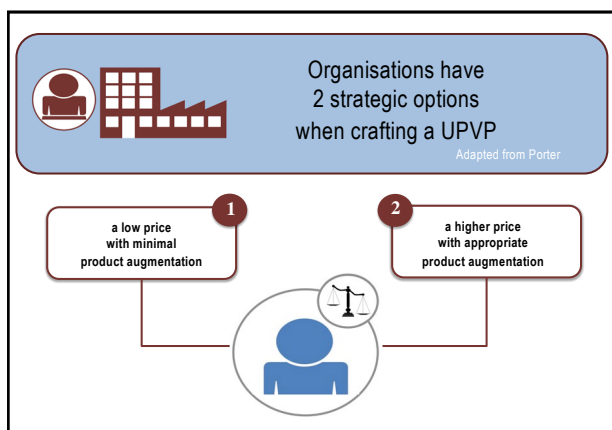 Organisations have
2 strategic options
when crafting a UPVP
Adapted from Porter
1
a low price
with minimal
product augmentation
2
a higher price
with appropriate
product augmentation